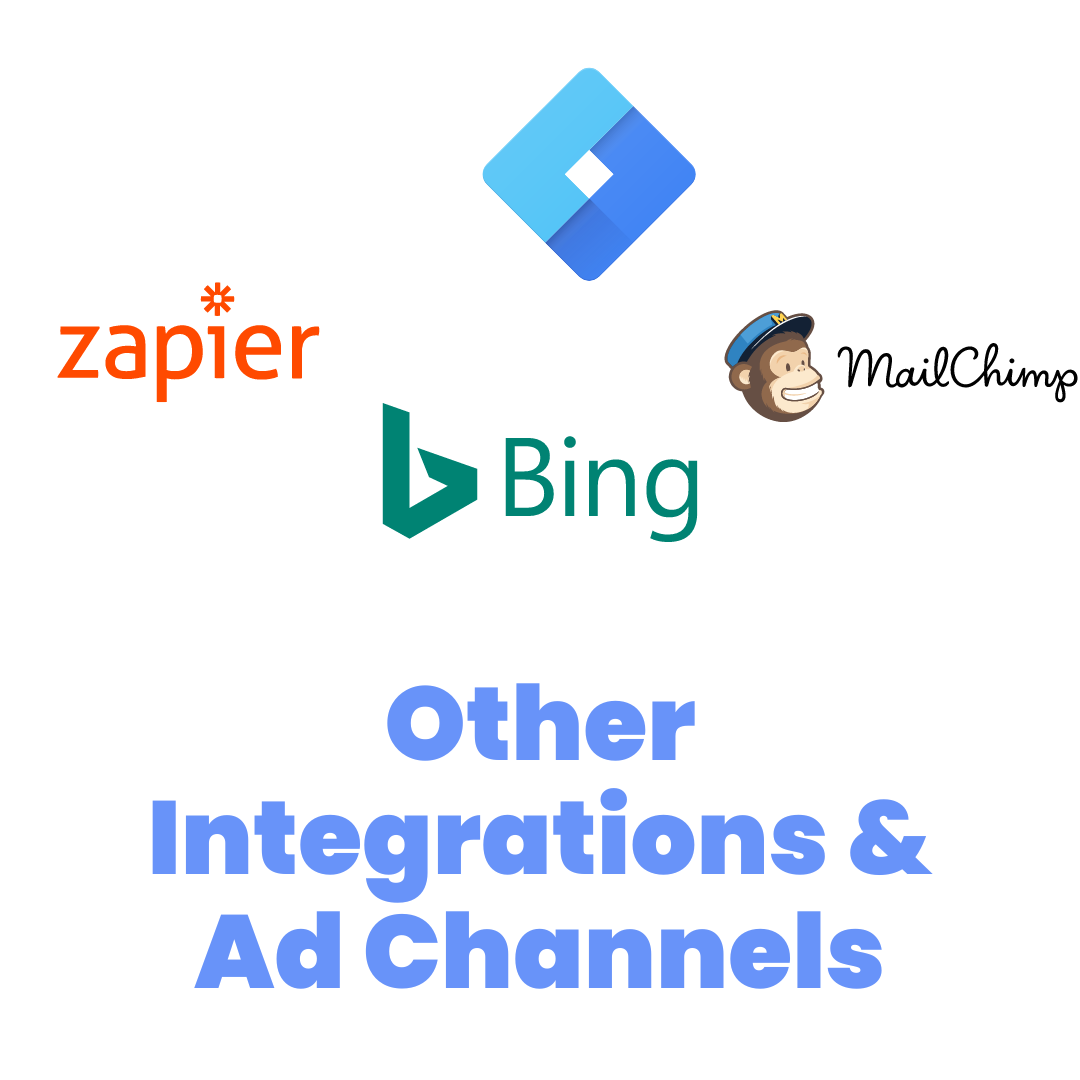 zapier
MailChimp
Bing
Other
Integrations &
Ad Channels